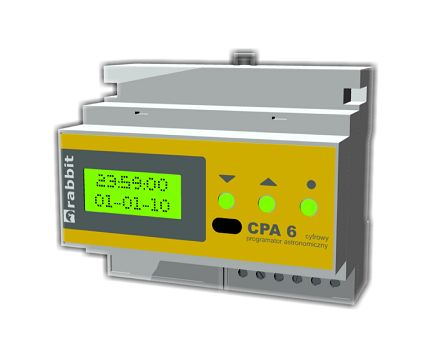 rabbit
23:59:00
01-01-10
CPA 6
cyfrowy
programator astronomiczny